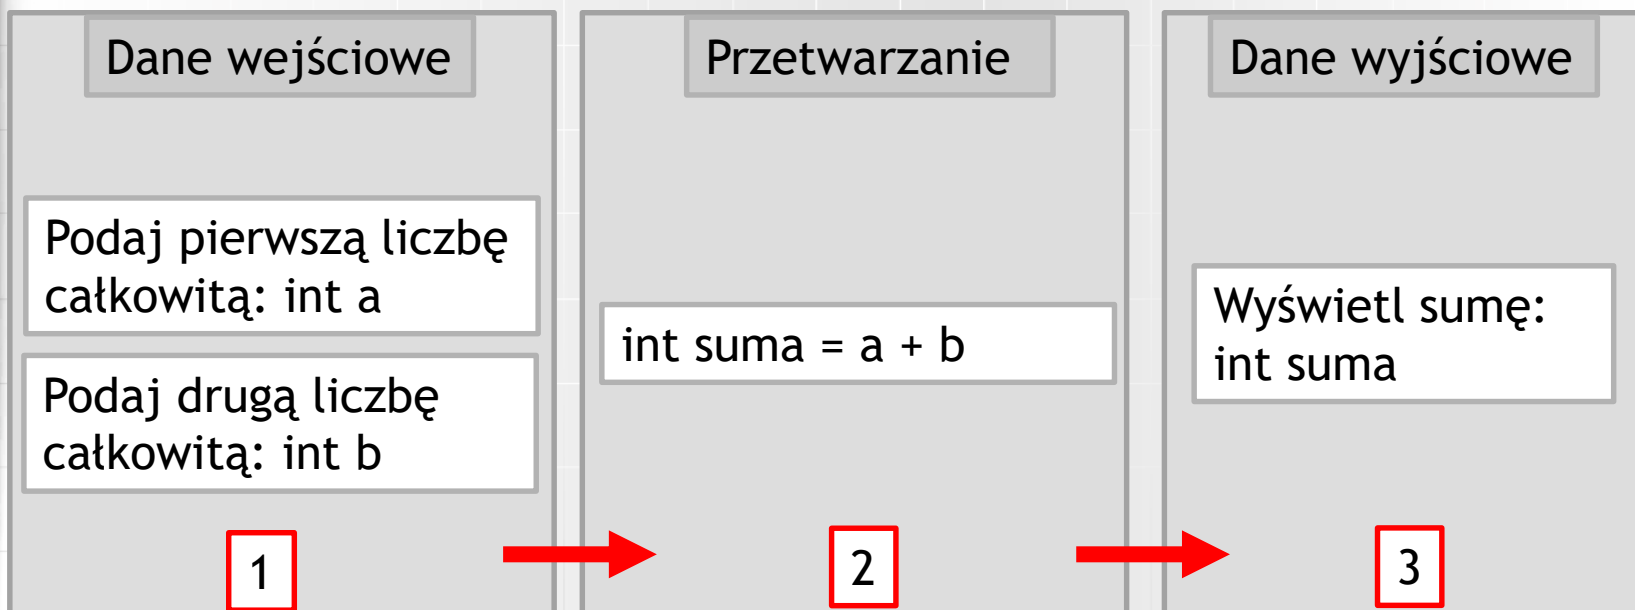 Dane wejściowe
Podaj pierwszą liczbę
całkowitą: int a
Podaj drugą liczbę
całkowitą: int b
1
Przetwarzanie
int suma = a + b
2
Dane wyjściowe
Wyświetl sumę:
int suma
3